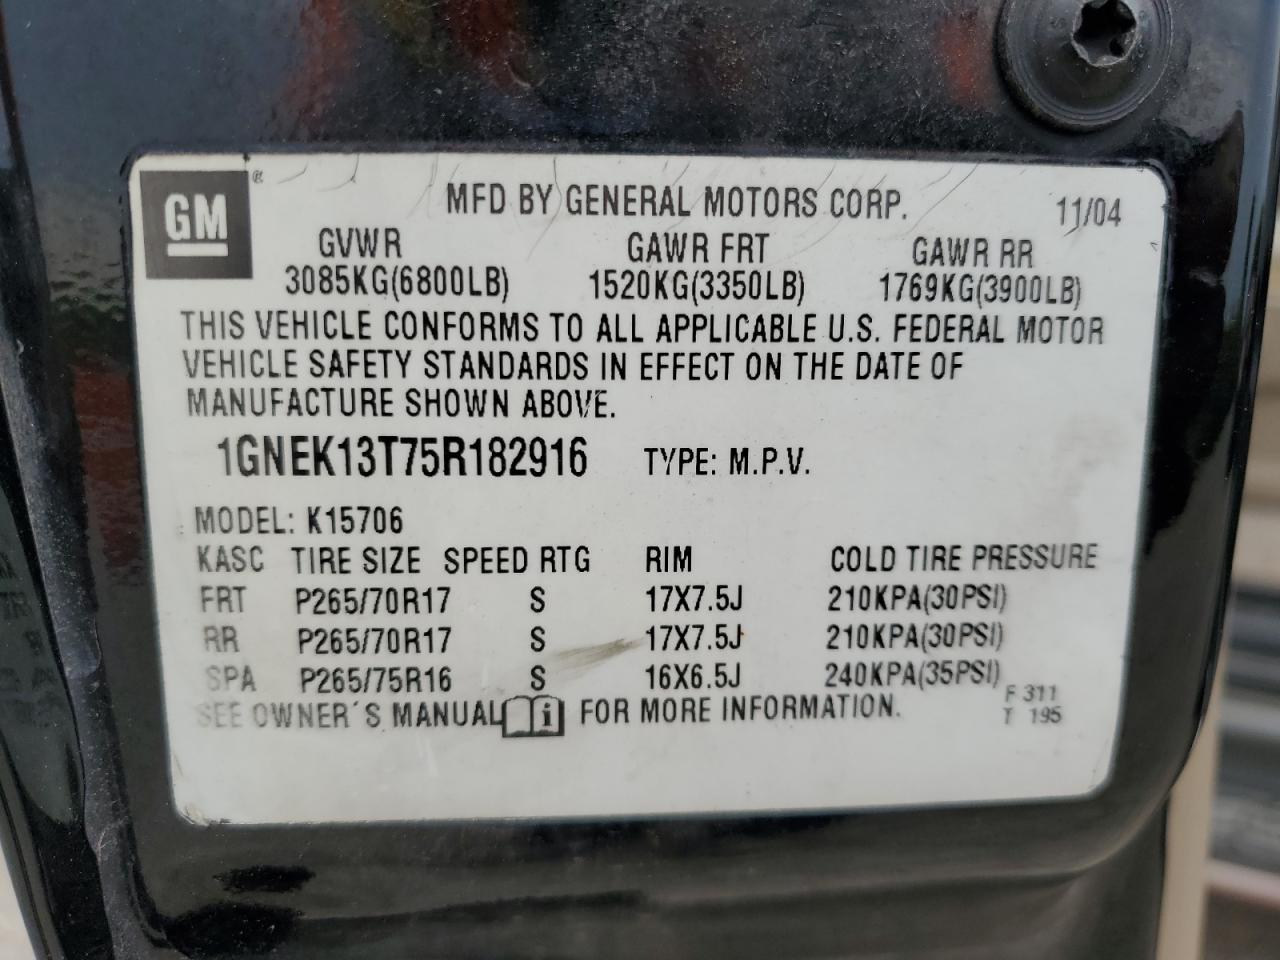 GM®
MFD BY GENERAL MOTORS CORP. 11/04
GVWR GAWR FRT GAWR RR
3085KG(6800LB) 1520KG(3350LB) 1769KG(3900LB)
THIS VEHICLE CONFORMS TO ALL APPLICABLE U.S. FEDERAL MOTOR
VEHICLE SAFETY STANDARDS IN EFFECT ON THE DATE OF
MANUFACTURE SHOWN ABOVE.
1GNEK13T75R182916 TYPE: M.P.V.
MODEL: K15706
KASC TIRE SIZE SPEED RTG RIM COLD TIRE PRESSURE
FRT P265/70R17 S 17X7.5J 210KPA(30PSI)
RR P265/70R17 S 17X7.5J 210KPA(30PSI)
SPA P265/75R16 S 16X6.5J 240KPA(35PSI)
SEE OWNER'S MANUAL i FOR MORE INFORMATION.
F 311
T 195